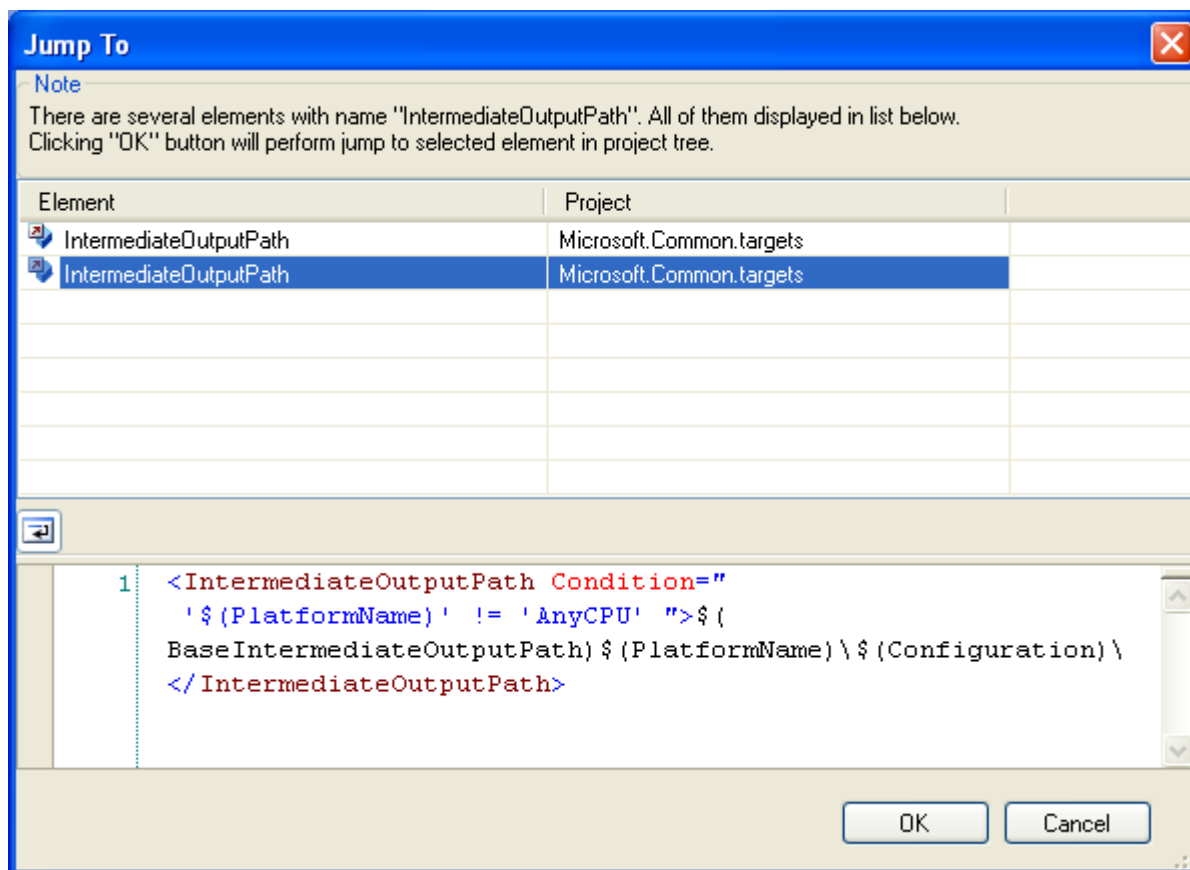 Jump To
Note
There are several elements with name "IntermediateOutputPath". All of them displayed in list below.
Clicking "OK" button will perform jump to selected element in project tree.
Element Project
IntermediateOutputPath Microsoft.Common.targets
IntermediateOutputPath Microsoft.Common.targets
1 <IntermediateOutputPath Condition="
'$(PlatformName)' != 'AnyCPU' ">$(
BaseIntermediateOutputPath)$(PlatformName)\$(Configuration)\
</IntermediateOutputPath>
OK Cancel